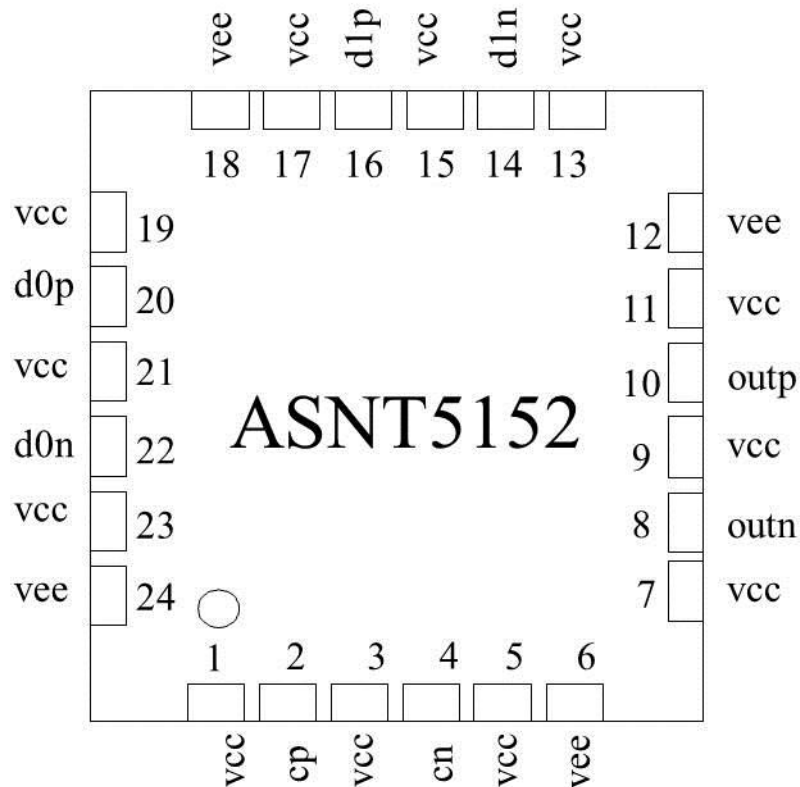 vee vcc d1p vcc d1n vcc
18 17 16 15 14 13
vcc 19
d0p 20
vcc 21
d0n 22
vcc 23
vee 24
ASNT5152
12 vee
11 vcc
10 outp
9 vcc
8 outn
7 vcc
1 2 3 4 5 6
vcc cp vcc cn vcc vee